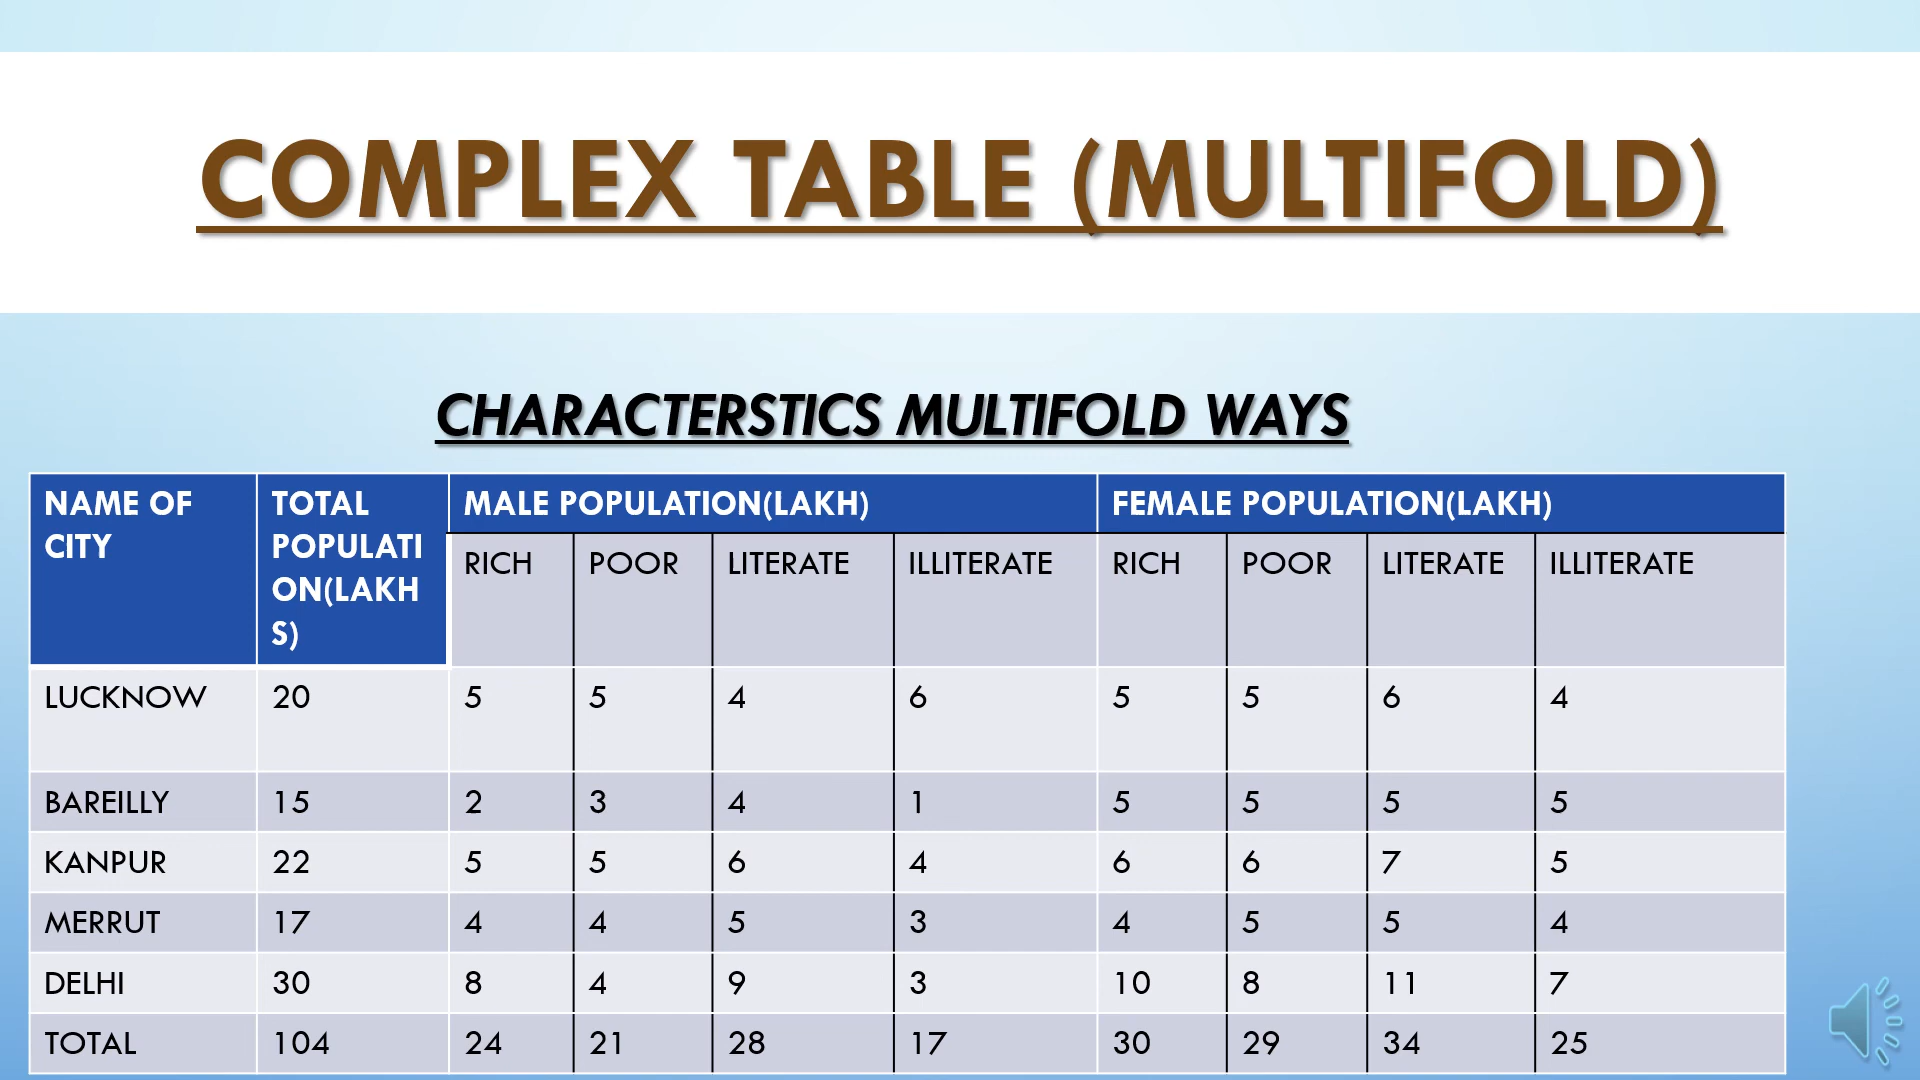 COMPLEX TABLE (MULTIFOLD)
CHARACTERSTICS MULTIFOLD WAYS
NAME OF CITY TOTAL POPULATION(LAKHS) MALE POPULATION(LAKH) FEMALE POPULATION(LAKH)
RICH POOR LITERATE ILLITERATE RICH POOR LITERATE ILLITERATE
LUCKNOW 20 5 5 4 6 5 5 6 4
BAREILLY 15 2 3 4 1 5 5 5 5
KANPUR 22 5 5 6 4 6 6 7 5
MERRUT 17 4 4 5 3 4 5 5 4
DELHI 30 8 4 9 3 10 8 11 7
TOTAL 104 24 21 28 17 30 29 34 25